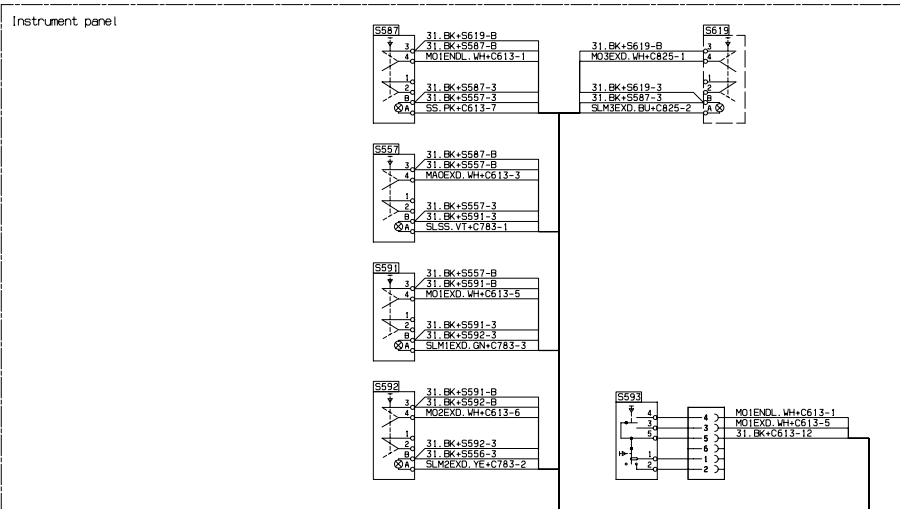 Instrument panel
S587
3
4
1
2
B
A
31.BK+S619-B
31.BK+S587-B
MO1ENDL.WH+C613-1
31.BK+S587-3
31.BK+S557-3
SS.PK+C613-7
S619
31.BK+S619-B
MO3EXD.WH+C825-1
31.BK+S619-3
31.BK+S587-3
SLM3EXD.BU+C825-2
3
4
1
2
B
A
S557
3
4
1
2
B
A
31.BK+S587-B
31.BK+S557-B
MAOEXD.WH+C613-3
31.BK+S557-3
31.BK+S591-3
SLSS.VT+C783-1
S591
3
4
1
2
B
A
31.BK+S557-B
31.BK+S591-B
MO1EXD.WH+C613-5
31.BK+S591-3
31.BK+S592-3
SLM1EXD.GN+C783-3
S592
3
4
1
2
B
A
31.BK+S591-B
31.BK+S592-B
MO2EXD.WH+C613-6
31.BK+S592-3
31.BK+S556-3
SLM2EXD.YE+C783-2
S593
4
3
5
1
2
4
3
5
6
1
2
MO1ENDL.WH+C613-1
MO1EXD.WH+C613-5
31.BK+C613-12